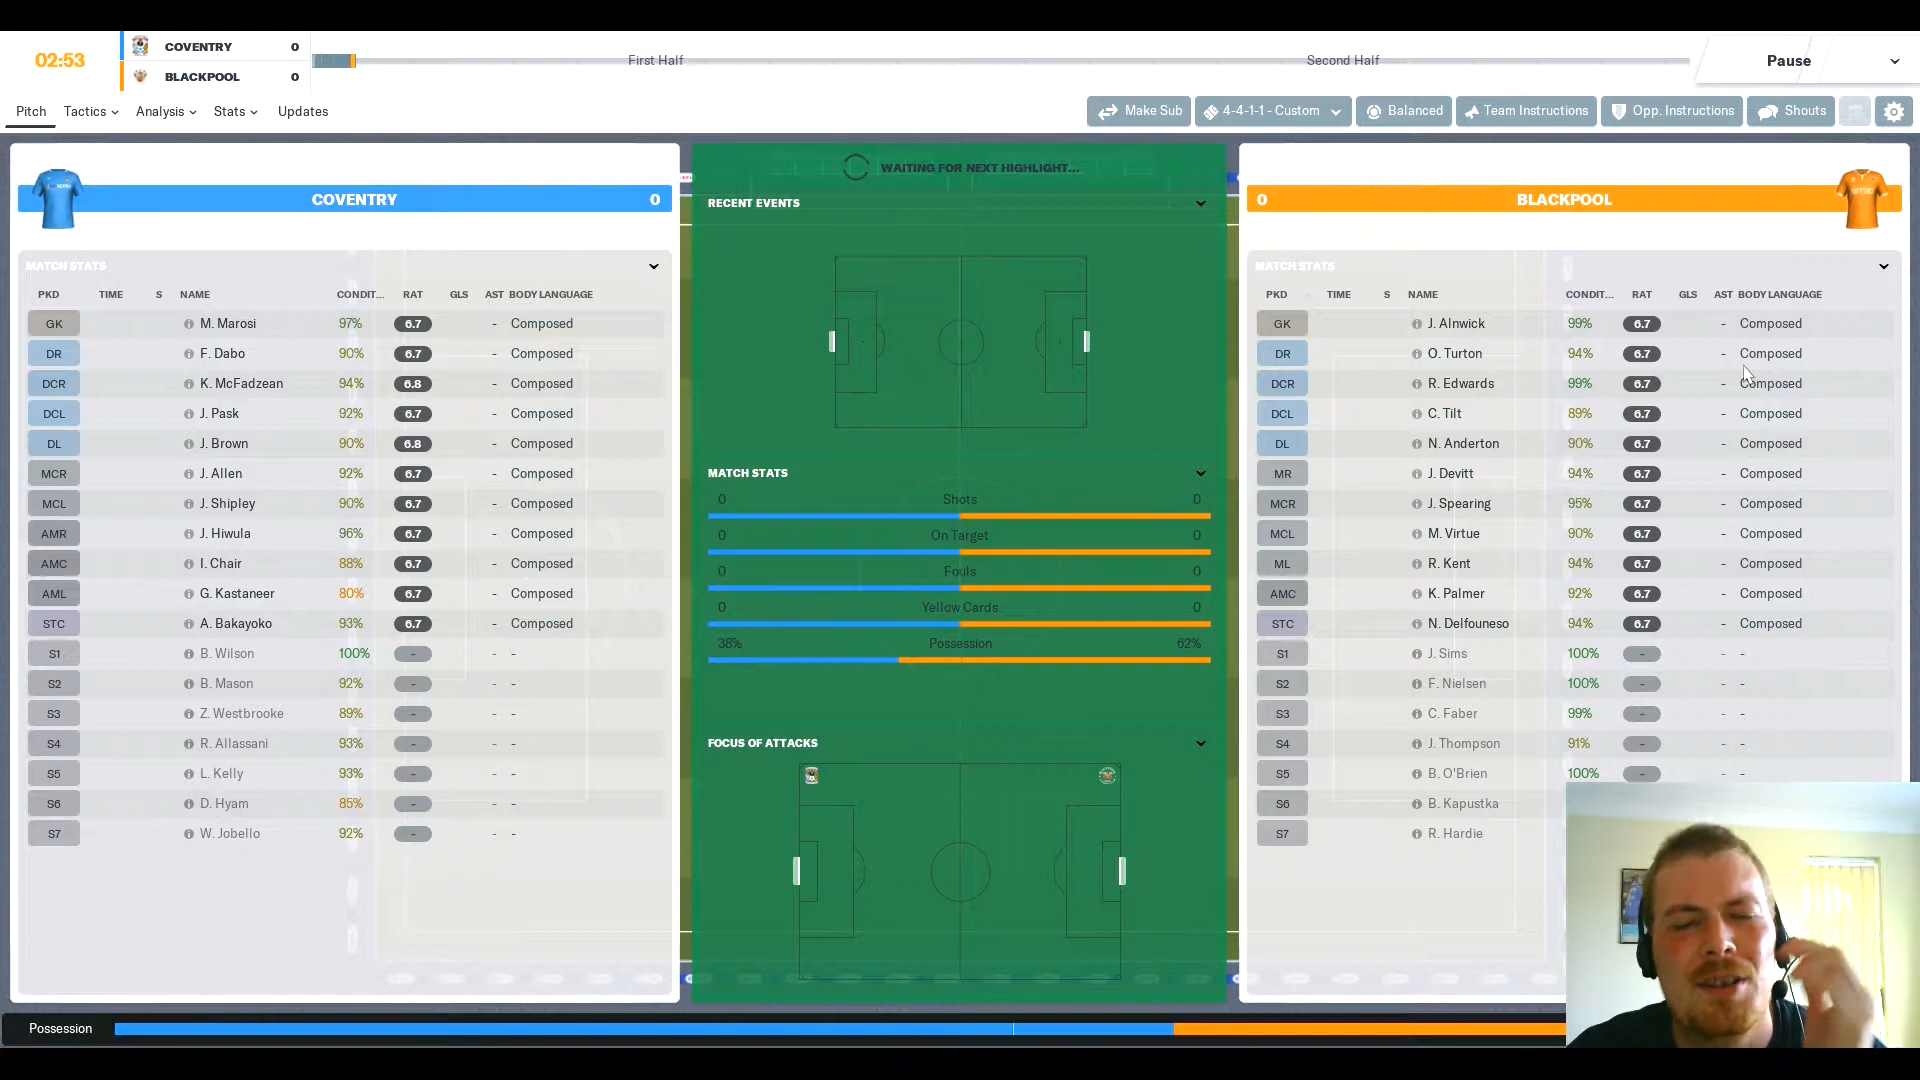 02:53
COVENTRY 0
BLACKPOOL 0
First Half
Second Half
Pause
Pitch Tactics Analysis Stats Updates
Make Sub 4-4-1-1 - Custom Balanced Team Instructions Opp. Instructions Shouts
COVENTRY 0
MATCH STATS
PKD TIME S NAME CONDIT... RAT GLS AST BODY LANGUAGE
GK M. Marosi 97% 6.7 - Composed
DR F. Dabo 90% 6.7 - Composed
DCR K. McFadzean 94% 6.8 - Composed
DCL J. Pask 92% 6.7 - Composed
DL J. Brown 90% 6.8 - Composed
MCR J. Allen 92% 6.7 - Composed
MCL J. Shipley 90% 6.7 - Composed
AMR J. Hiwula 96% 6.7 - Composed
AMC I. Chair 88% 6.7 - Composed
AML G. Kastaneer 80% 6.7 - Composed
STC A. Bakayoko 93% 6.7 - Composed
S1 B. Wilson 100% - - -
S2 B. Mason 92% - - -
S3 Z. Westbrooke 89% - - -
S4 R. Allassani 93% - - -
S5 L. Kelly 93% - - -
S6 D. Hyam 85% - - -
S7 W. Jobello 92% - - -
WAITING FOR NEXT HIGHLIGHT...
RECENT EVENTS
MATCH STATS
0 Shots 0
0 On Target 0
0 Fouls 0
0 Yellow Cards 0
38% Possession 62%
FOCUS OF ATTACKS
0 BLACKPOOL
MATCH STATS
PKD TIME S NAME CONDIT... RAT GLS AST BODY LANGUAGE
GK J. Alnwick 99% 6.7 - Composed
DR O. Turton 94% 6.7 - Composed
DCR R. Edwards 99% 6.7 - Composed
DCL C. Tilt 89% 6.7 - Composed
DL N. Anderton 90% 6.7 - Composed
MR J. Devitt 94% 6.7 - Composed
MCR J. Spearing 95% 6.7 - Composed
MCL M. Virtue 90% 6.7 - Composed
ML R. Kent 94% 6.7 - Composed
AMC K. Palmer 92% 6.7 - Composed
STC N. Delfouneso 94% 6.7 - Composed
S1 J. Sims 100% - - -
S2 F. Nielsen 100% - - -
S3 C. Faber 99% - - -
S4 J. Thompson 91% - - -
S5 B. O'Brien 100% - - -
S6 B. Kapustka
S7 R. Hardie
Possession